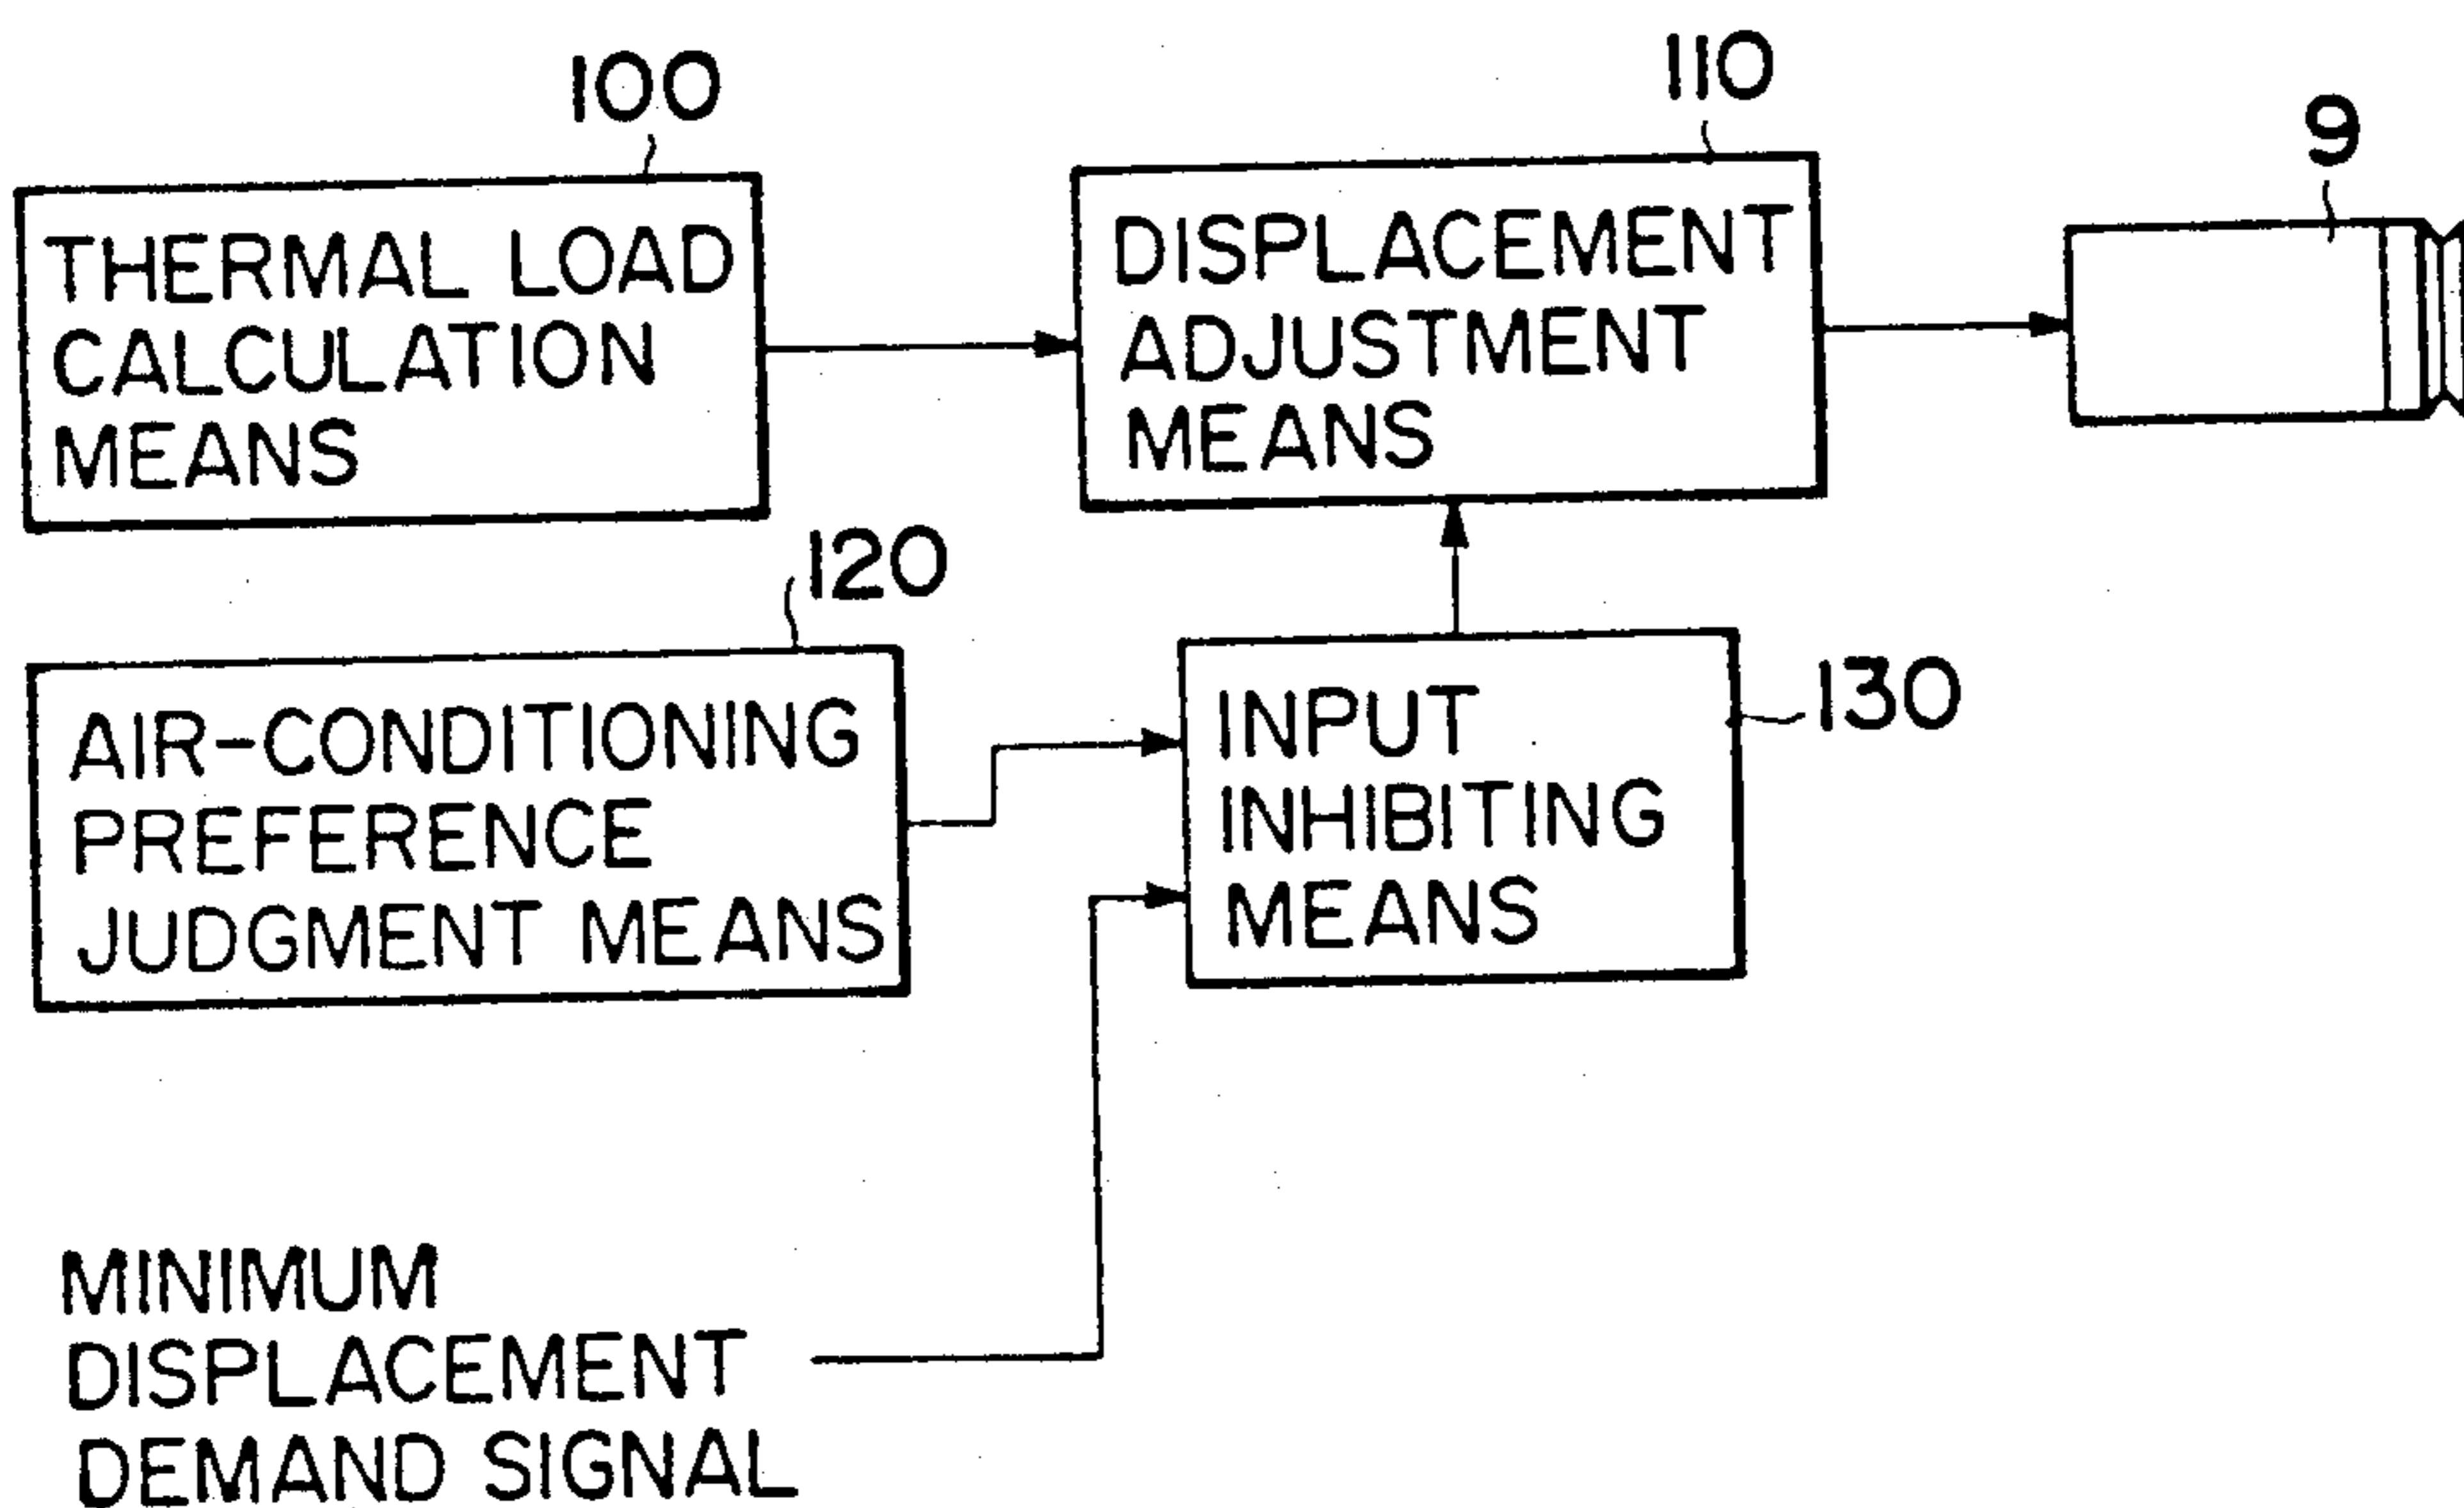 100
THERMAL LOAD
CALCULATION
MEANS
110
DISPLACEMENT
ADJUSTMENT
MEANS
9
120
AIR-CONDITIONING
PREFERENCE
JUDGMENT MEANS
INPUT
INHIBITING
MEANS
130
MINIMUM
DISPLACEMENT
DEMAND SIGNAL